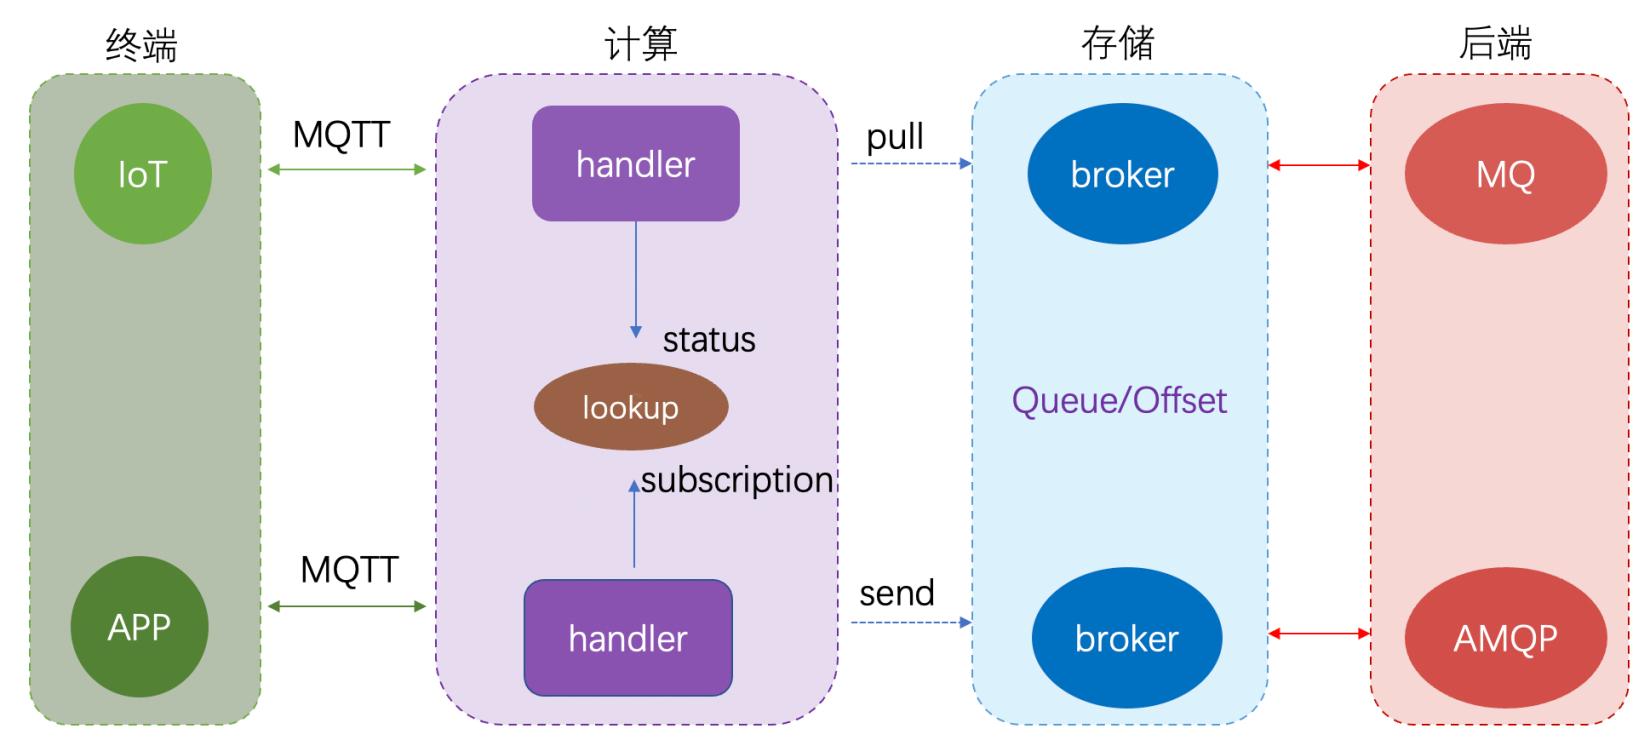 终端
计算
存储
后端
IoT
MQTT
handler
pull
broker
MQ
status
lookup
Queue/Offset
subscription
APP
MQTT
handler
send
broker
AMQP